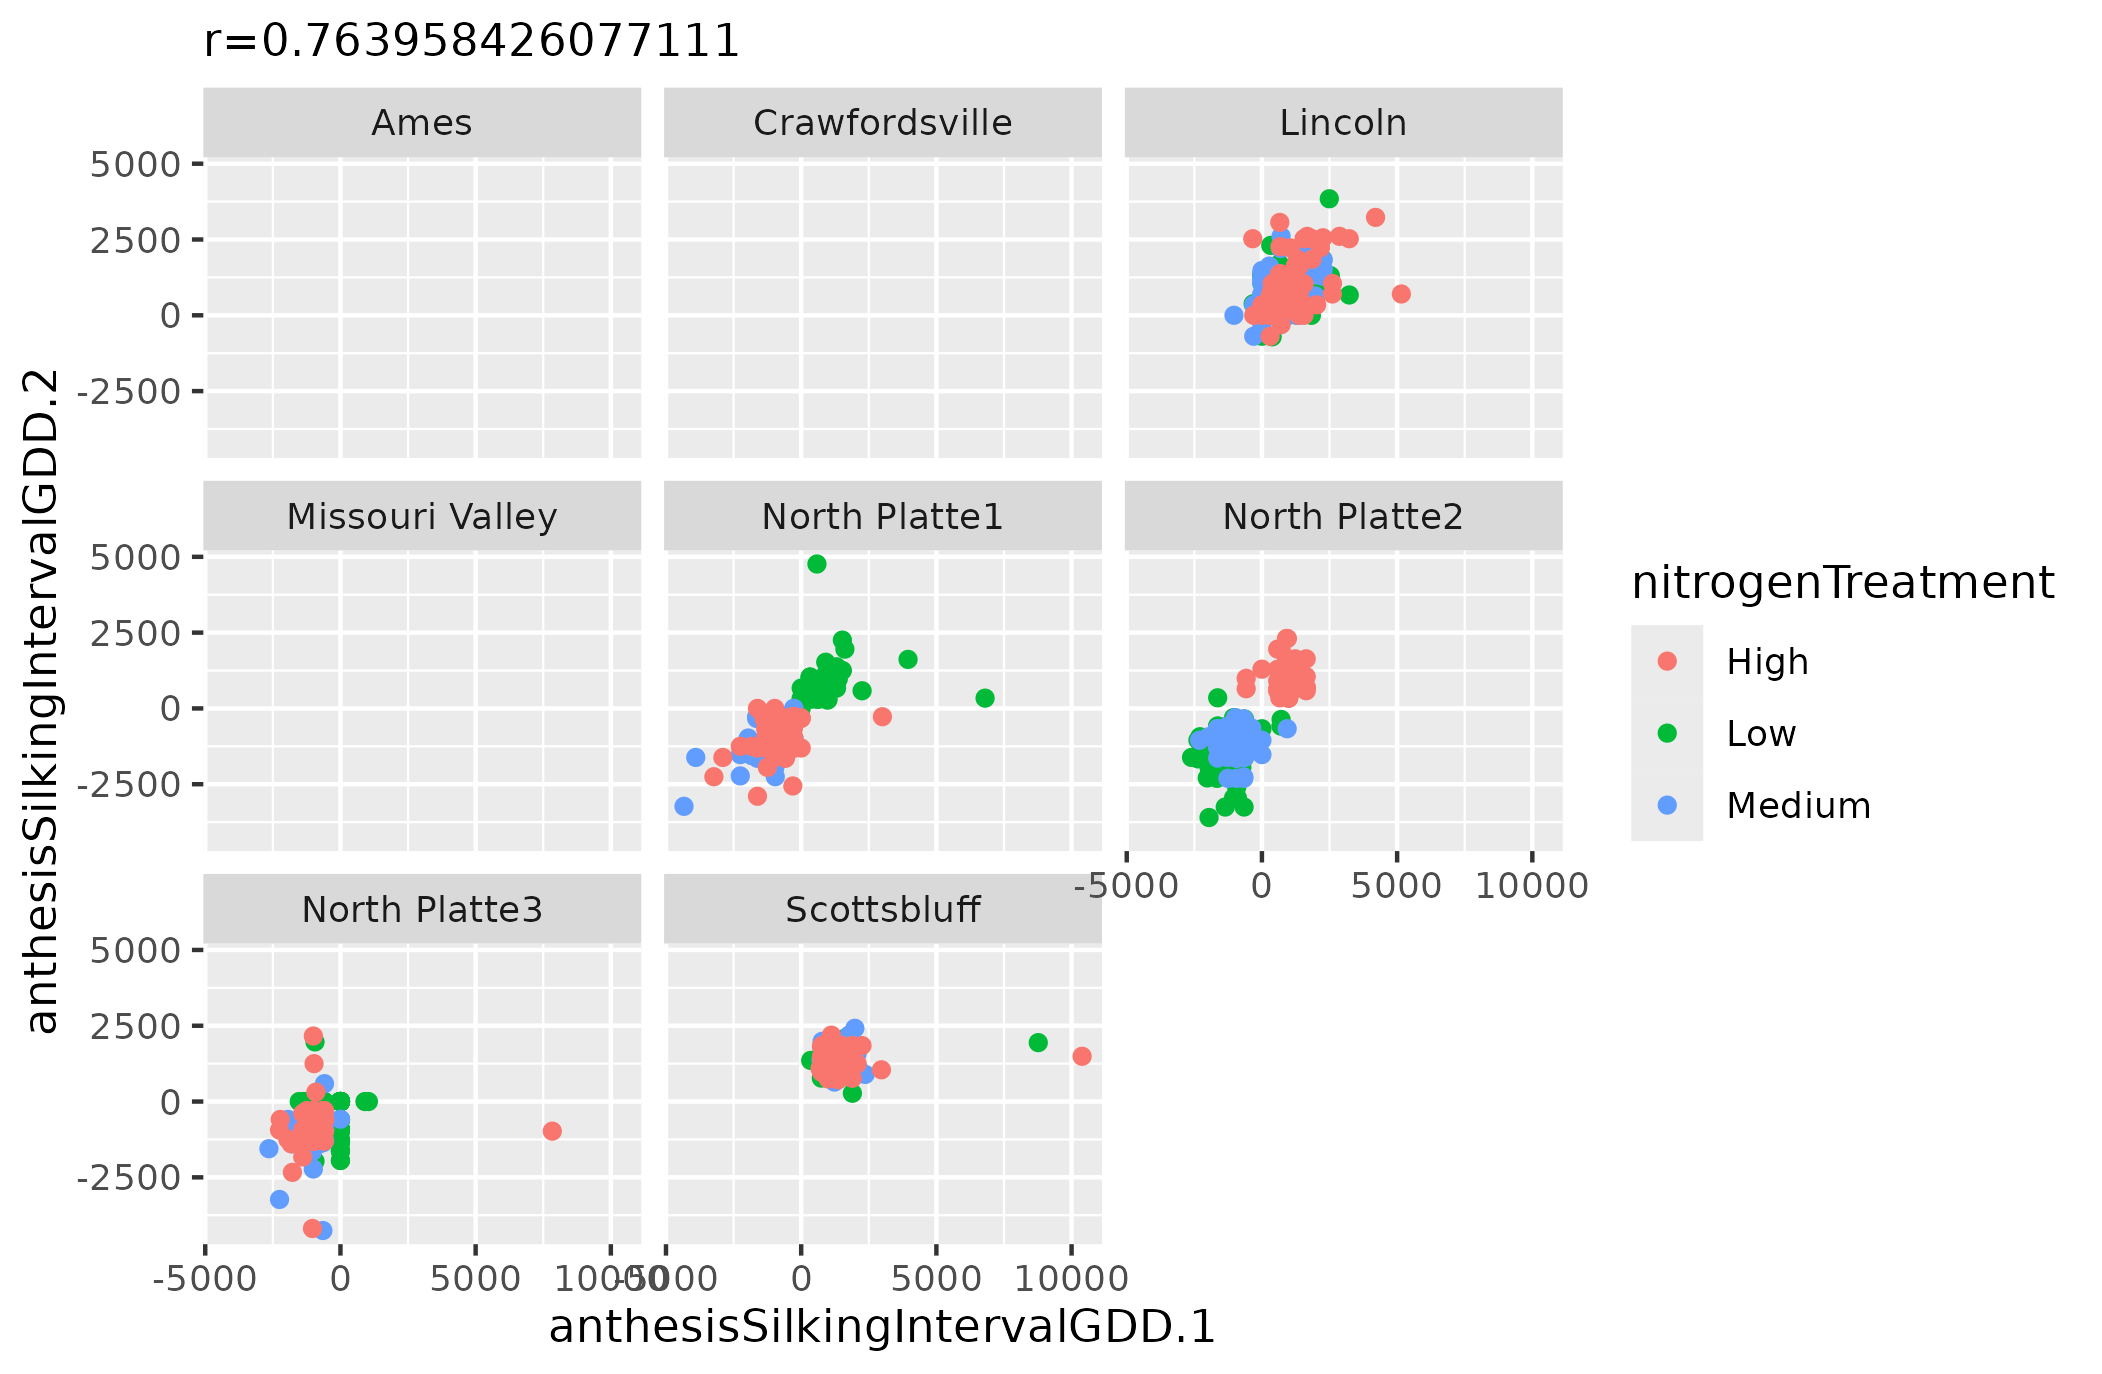 r=0.763958426077111
Ames
Crawfordsville
Lincoln
5000
2500
0
-2500
Missouri Valley
North Platte1
North Platte2
5000
2500
0
-2500
-5000 0 5000 10000
North Platte3
Scottsbluff
5000
2500
0
-2500
-5000 0 5000 10000
-5000 0 5000 10000
anthesisSilkingIntervalGDD.1
anthesisSilkingIntervalGDD.2
nitrogenTreatment
High
Low
Medium